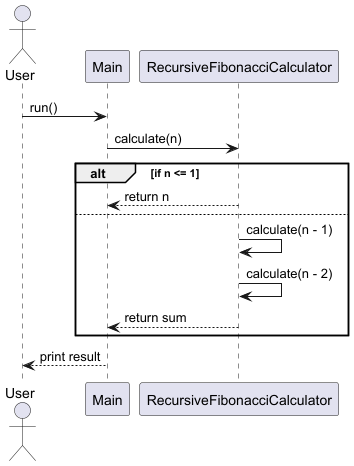 User
Main
RecursiveFibonacciCalculator
run()
calculate(n)
alt
[if n <= 1]
return n
calculate(n - 1)
calculate(n - 2)
return sum
print result
User
Main
RecursiveFibonacciCalculator